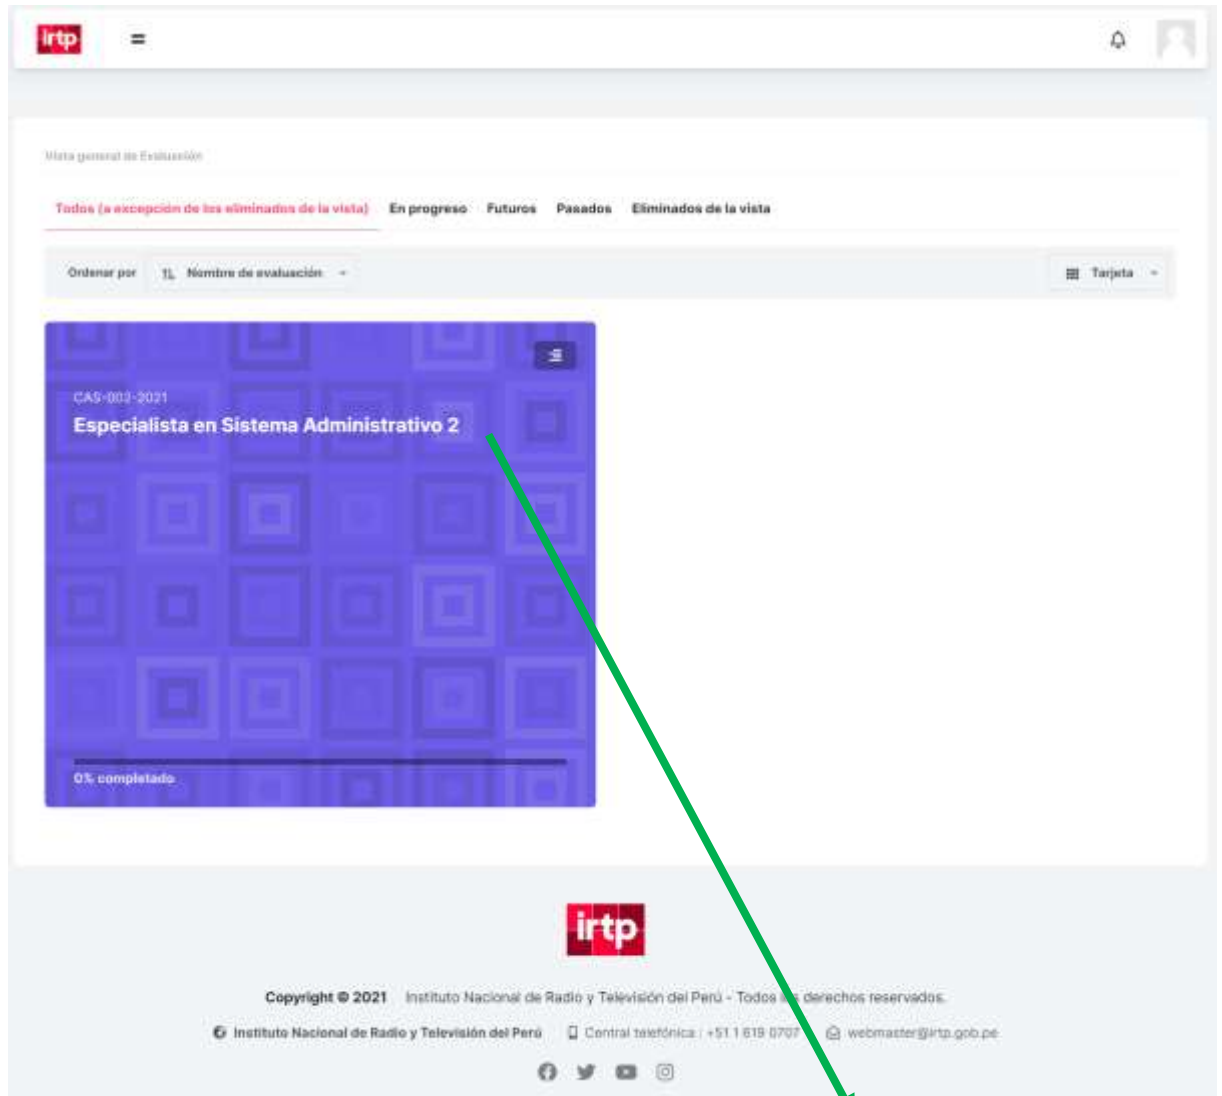 irtp
Vista general de Evaluación
Todos (a excepción de los eliminados de la vista) En progreso Futuros Pasados Eliminados de la vista
Ordenar por Nombre de evaluación Tarjeta
CAS-002-2021
Especialista en Sistema Administrativo 2
0% completado
irtp
Copyright © 2021 Instituto Nacional de Radio y Televisión del Perú - Todos los derechos reservados.
Instituto Nacional de Radio y Televisión del Perú Central telefónica : +51 1 619 0707 webmaster@irtp.gob.pe